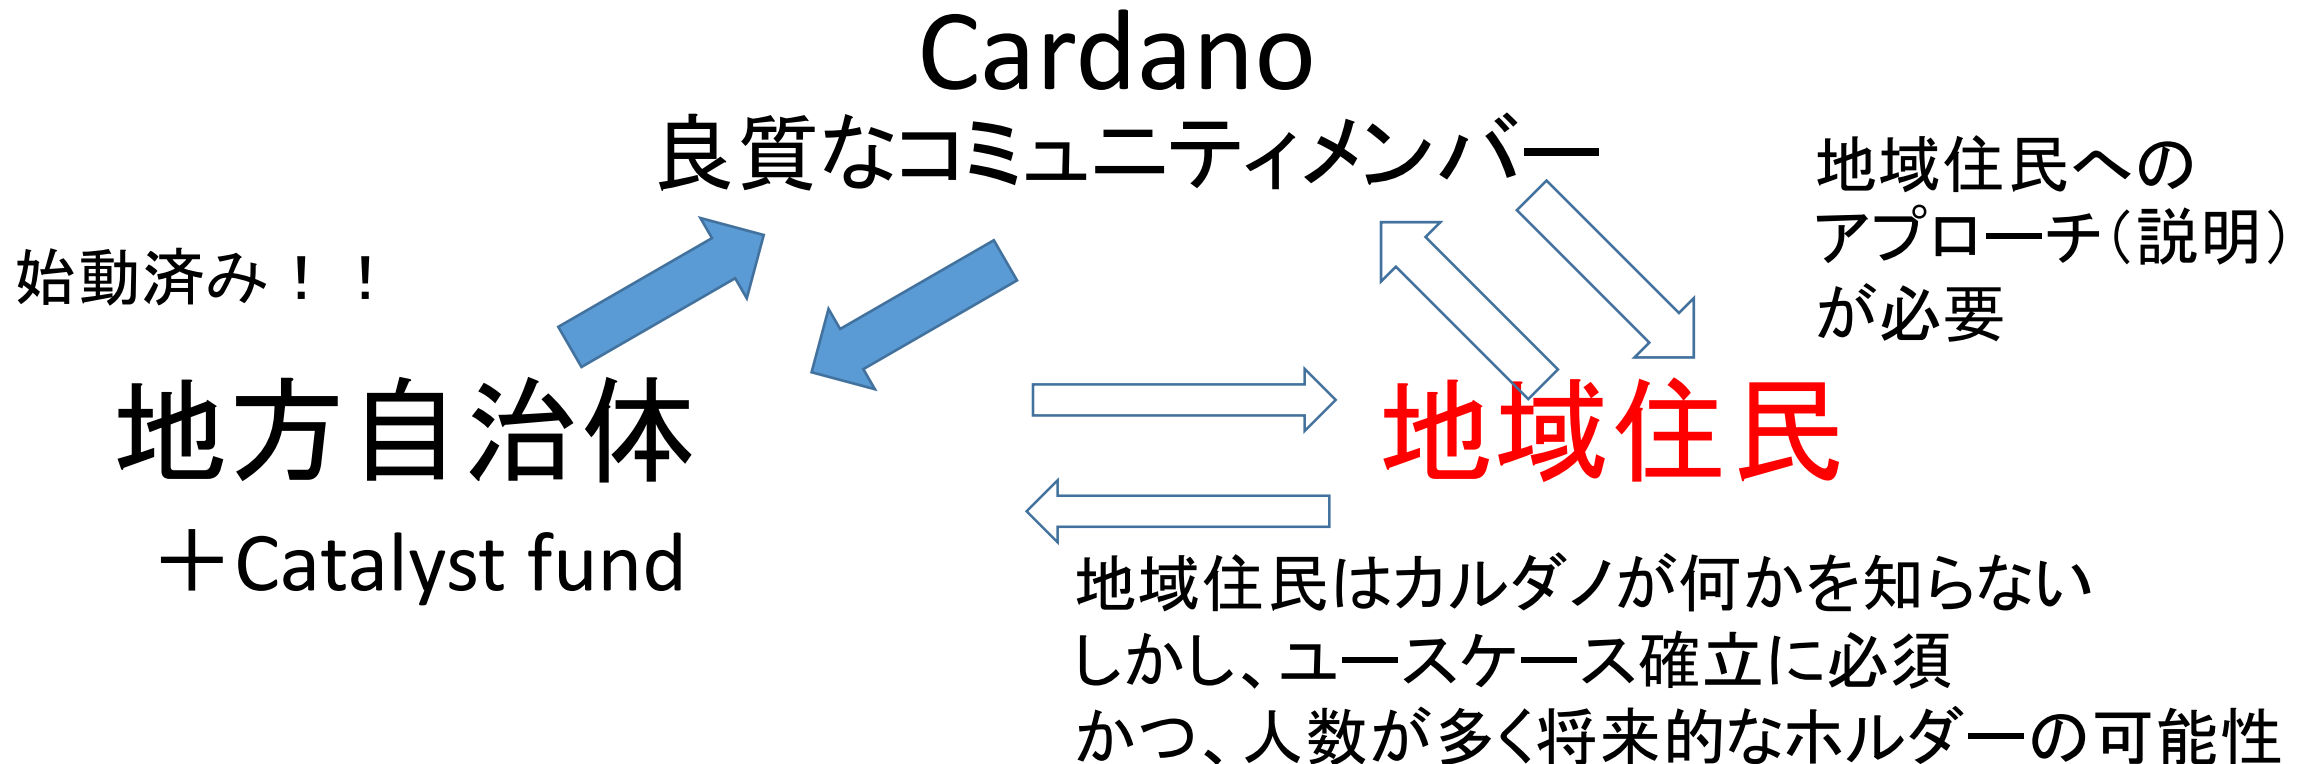 Cardano
良質なコミュニティメンバー
地域住民への
アプローチ（説明）
が必要
始動済み！！
地方自治体
＋Catalyst fund
地域住民
地域住民はカルダノが何かを知らない
しかし、ユースケース確立に必須
かつ、人数が多く将来的なホルダーの可能性